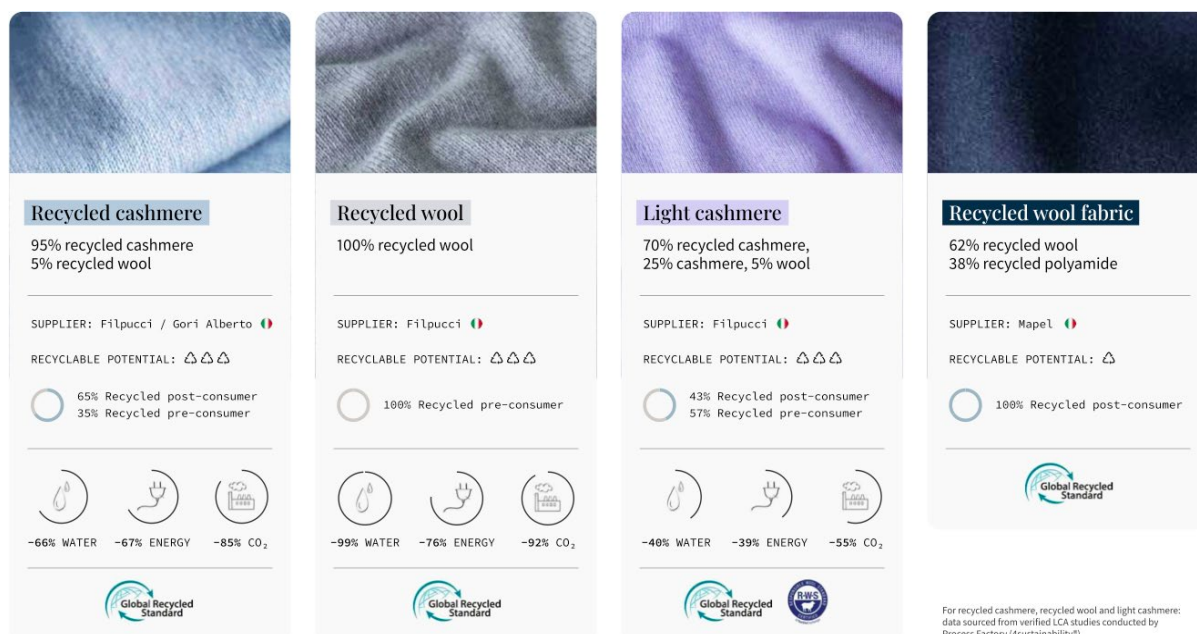 Recycled cashmere
95% recycled cashmere
5% recycled wool
SUPPLIER: Filpucci / Gori Alberto
RECYCLABLE POTENTIAL:
65% Recycled post-consumer
35% Recycled pre-consumer
-66% WATER -67% ENERGY -85% CO₂
Global Recycled
Standard
Recycled wool
100% recycled wool
SUPPLIER: Filpucci
RECYCLABLE POTENTIAL:
100% Recycled pre-consumer
-99% WATER -76% ENERGY -92% CO₂
Global Recycled
Standard
Light cashmere
70% recycled cashmere,
25% cashmere, 5% wool
SUPPLIER: Filpucci
RECYCLABLE POTENTIAL:
43% Recycled post-consumer
57% Recycled pre-consumer
-40% WATER -39% ENERGY -55% CO₂
Global Recycled
Standard
R·W·S
Recycled wool fabric
62% recycled wool
38% recycled polyamide
SUPPLIER: Mapel
RECYCLABLE POTENTIAL:
100% Recycled post-consumer
Global Recycled
Standard
For recycled cashmere, recycled wool and light cashmere:
data sourced from verified LCA studies conducted by
Process Factory (4sustainability®)